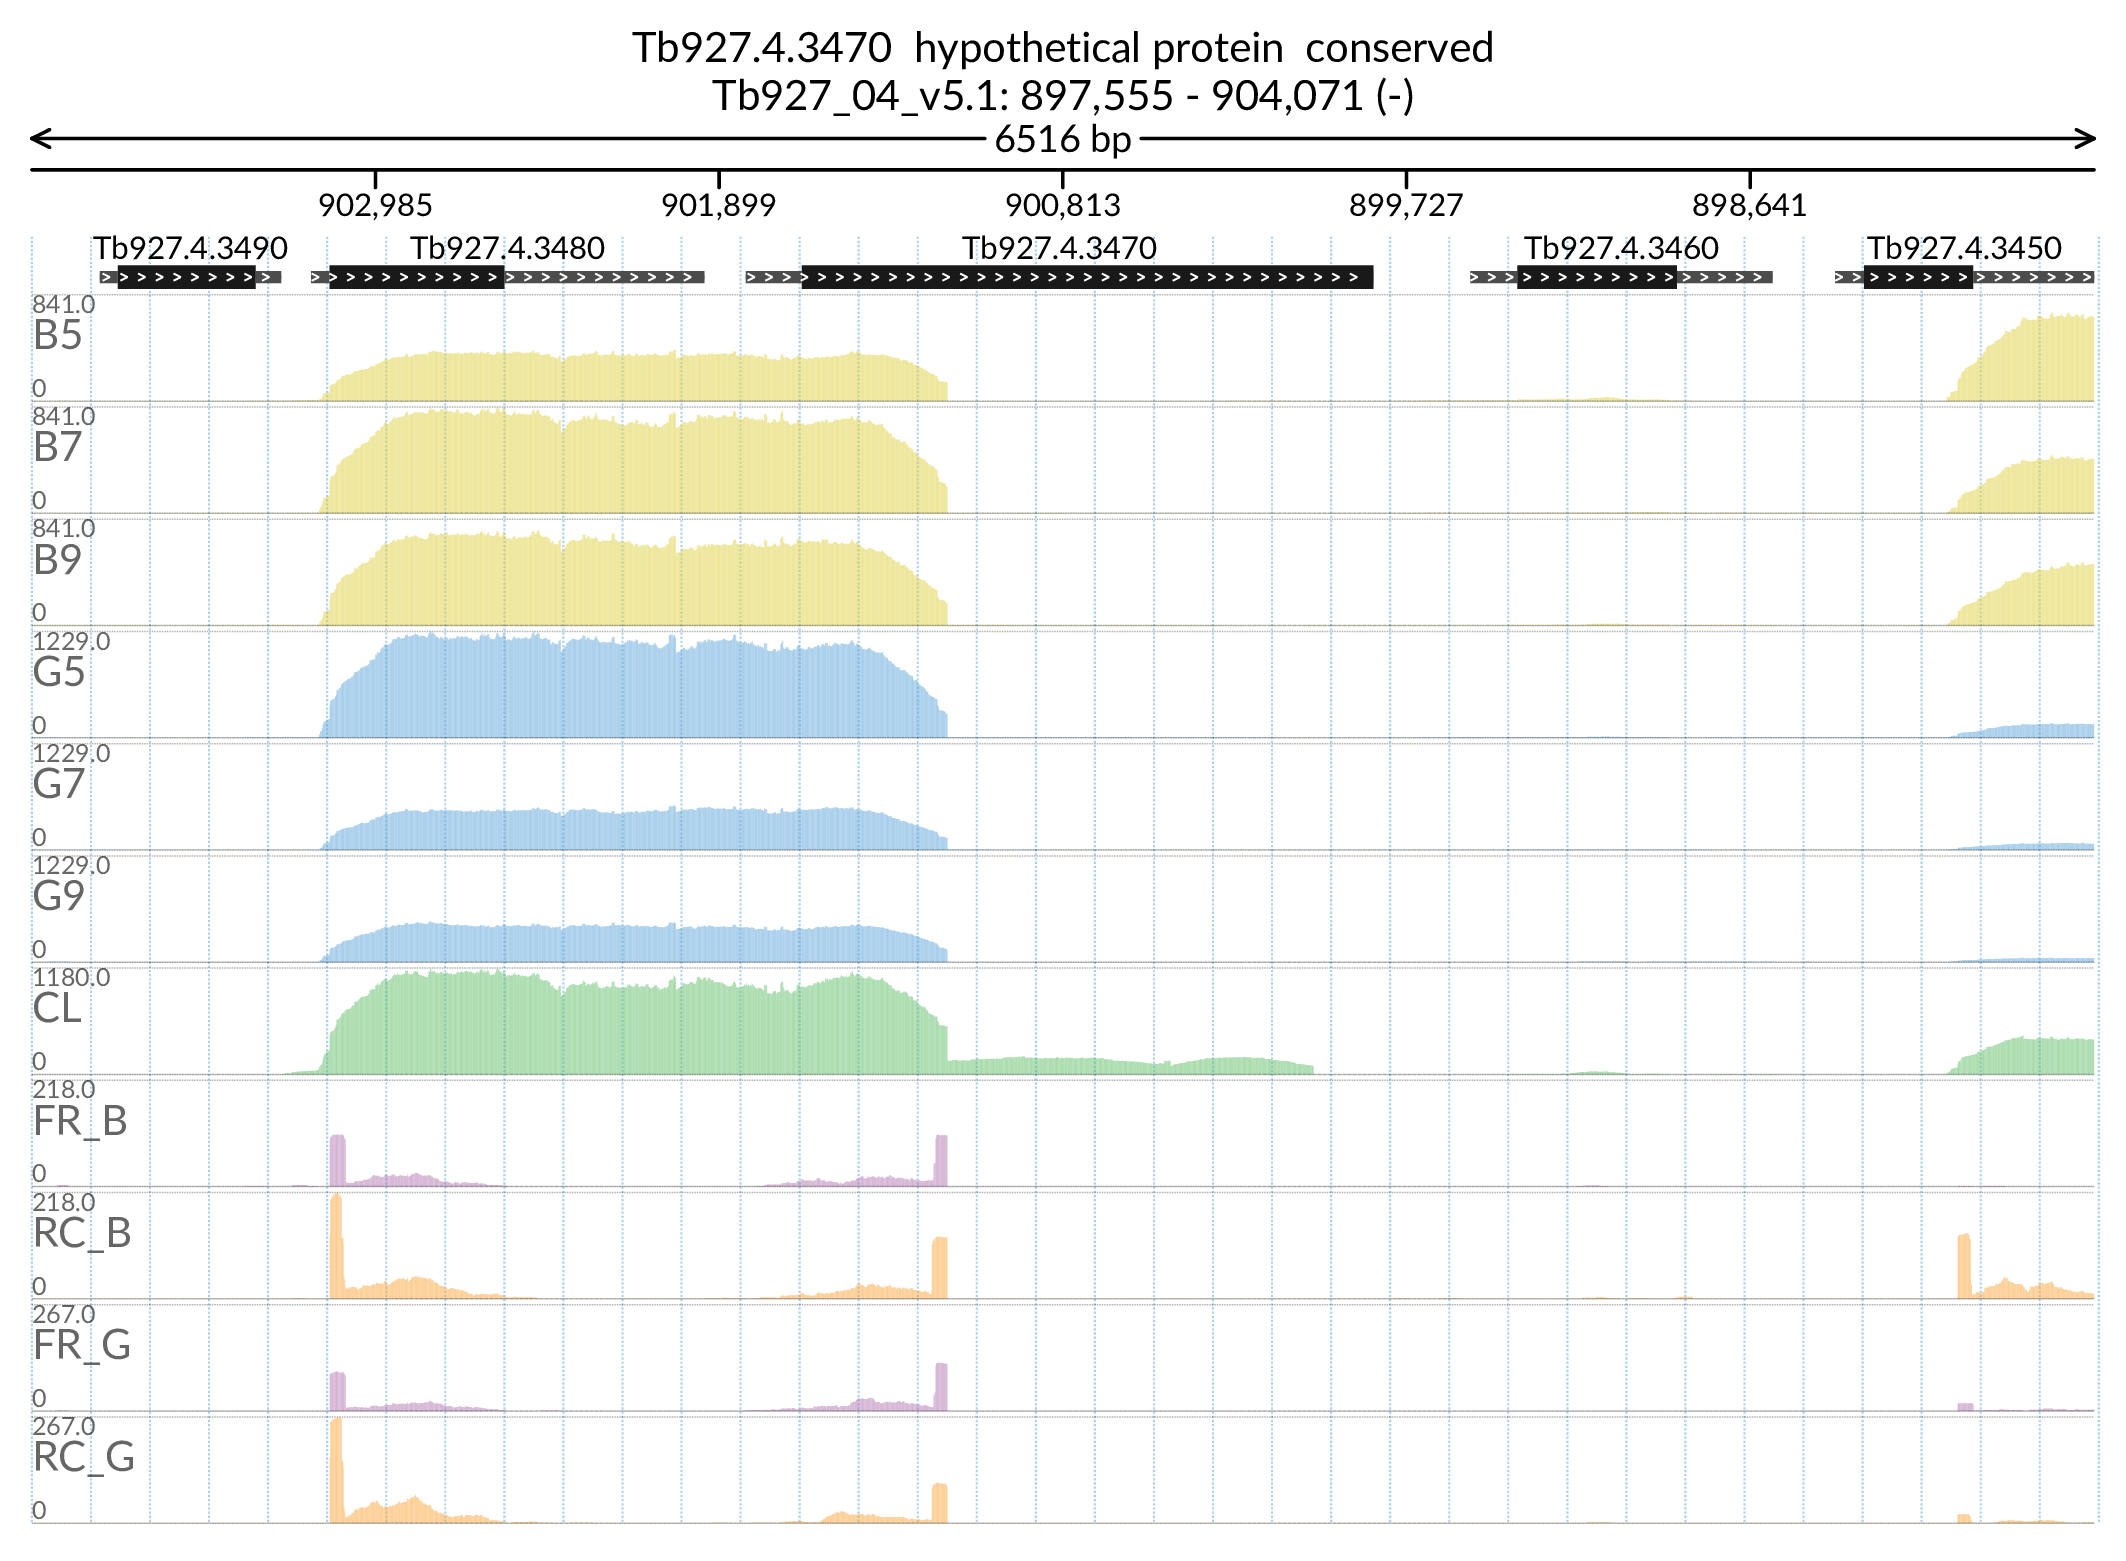 Tb927.4.3470  hypothetical protein  conserved
Tb927_04_v5.1: 897,555 - 904,071 (-)
6516 bp
902,985 901,899 900,813 899,727 898,641
Tb927.4.3490 Tb927.4.3480 Tb927.4.3470 Tb927.4.3460 Tb927.4.3450
841.0
B5
0
841.0
B7
0
841.0
B9
0
1229.0
G5
0
1229.0
G7
0
1229.0
G9
0
1180.0
CL
0
218.0
FR_B
0
218.0
RC_B
0
267.0
FR_G
0
267.0
RC_G
0